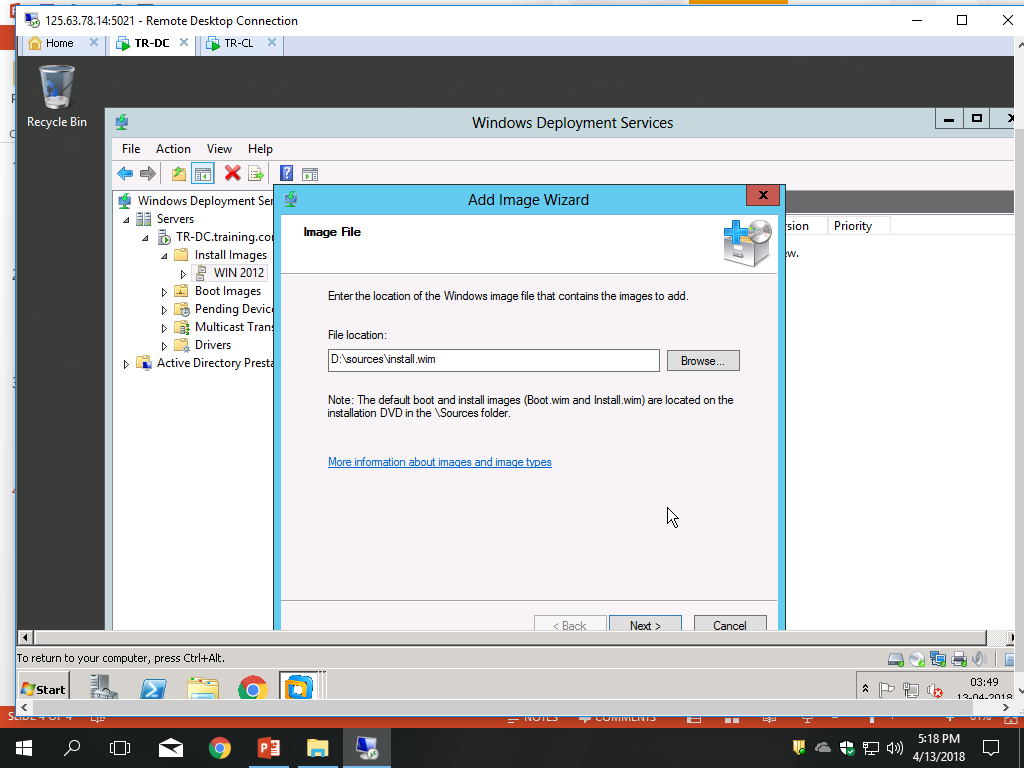 125.63.78.14:5021 - Remote Desktop Connection
Home
TR-DC
TR-CL
Recycle Bin
Windows Deployment Services
File Action View Help
Windows Deployment Ser
Servers
TR-DC.training.co
Install Images
WIN 2012
Boot Images
Pending Devic
Multicast Tran
Drivers
Active Directory Presta
sion
Priority
ew.
Add Image Wizard
Image File
Enter the location of the Windows image file that contains the images to add.
File location:
D:\sources\install.wim
Browse...
Note: The default boot and install images (Boot.wim and Install.wim) are located on the
installation DVD in the \Sources folder.
More information about images and image types
< Back
Next >
Cancel
To return to your computer, press Ctrl+Alt.
Start
03:49
13-04-2018
SLIDE 4 OF 4
NOTES
COMMENTS
81%
5:18 PM
4/13/2018